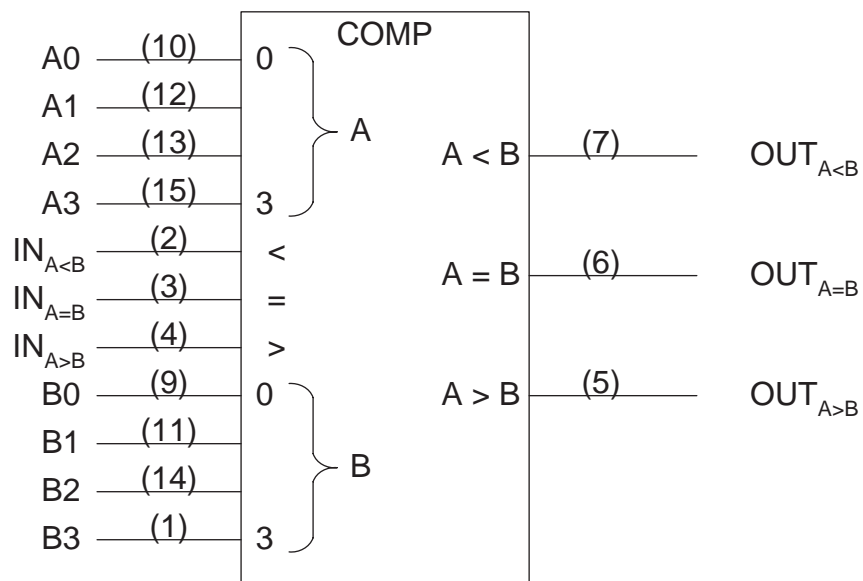 COMP
A0 (10) 0
A1 (12)
A2 (13)
A3 (15) 3
A
IN A<B (2) <
IN A=B (3) =
IN A>B (4) >
B0 (9) 0
B1 (11)
B2 (14)
B3 (1) 3
B
A < B (7) OUT A<B
A = B (6) OUT A=B
A > B (5) OUT A>B